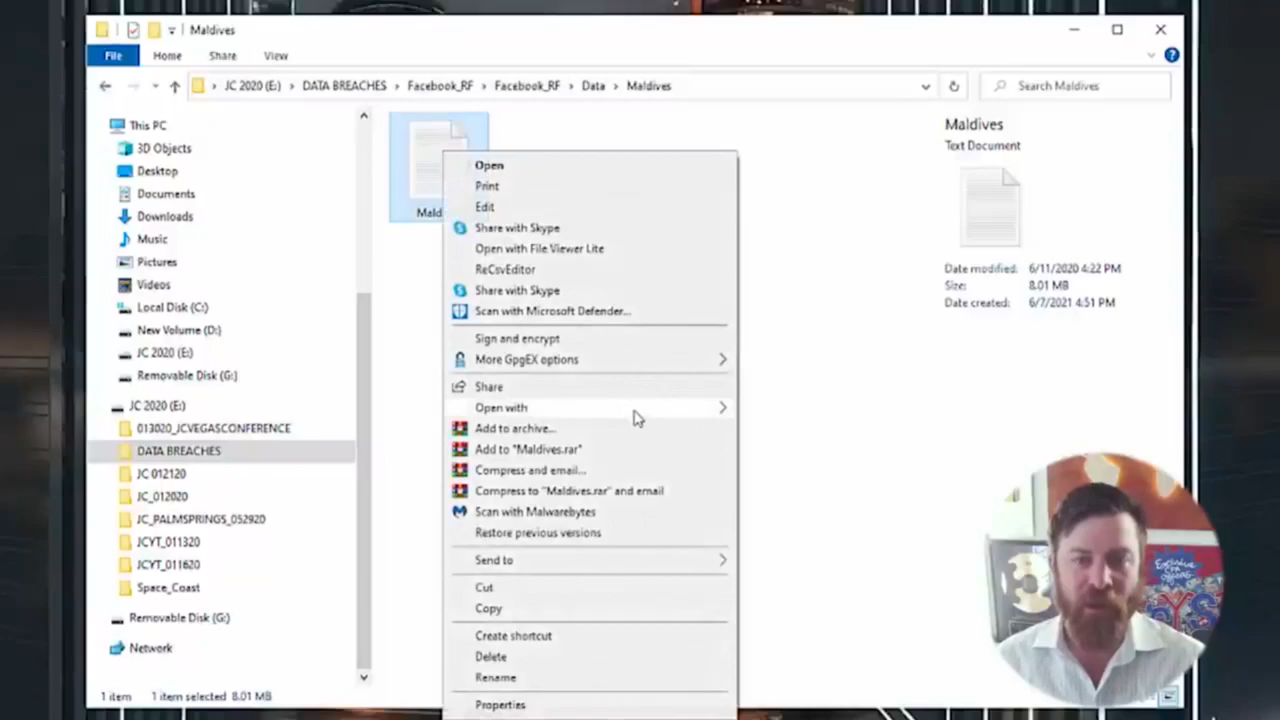 Maldives
File Home Share View
JC 2020 (E:) DATA BREACHES Facebook_RF Facebook_RF Data Maldives
Search Maldives
This PC
3D Objects
Desktop
Documents
Downloads
Music
Pictures
Videos
Local Disk (C:)
New Volume (D:)
JC 2020 (E:)
Removable Disk (G:)
JC 2020 (E:)
013020_JCVEGASCONFERENCE
DATA BREACHES
JC 012120
JC_012020
JC_PALMSPRINGS_052920
JCYT_011320
JCYT_011620
Space_Coast
Removable Disk (G:)
Network
1 item 1 item selected 8.01 MB
Mald
Open
Print
Edit
Share with Skype
Open with File Viewer Lite
ReCsvEditor
Share with Skype
Scan with Microsoft Defender...
Sign and encrypt
More GpgEX options
Share
Open with
Add to archive...
Add to "Maldives.rar"
Compress and email...
Compress to "Maldives.rar" and email
Scan with Malwarebytes
Restore previous versions
Send to
Cut
Copy
Create shortcut
Delete
Rename
Properties
Maldives
Text Document
Date modified: 6/11/2020 4:22 PM
Size: 8.01 MB
Date created: 6/7/2021 4:51 PM
Exclusive